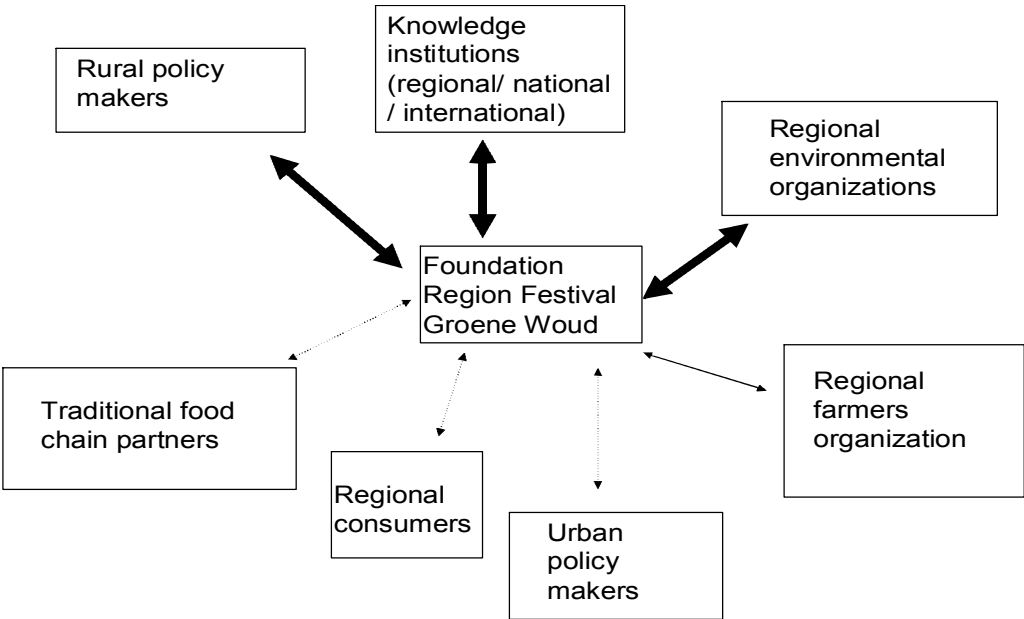 Knowledge
institutions
(regional/ national
/ international)
Rural policy
makers
Regional
environmental
organizations
Foundation
Region Festival
Groene Woud
Traditional food
chain partners
Regional
farmers
organization
Regional
consumers
Urban
policy
makers